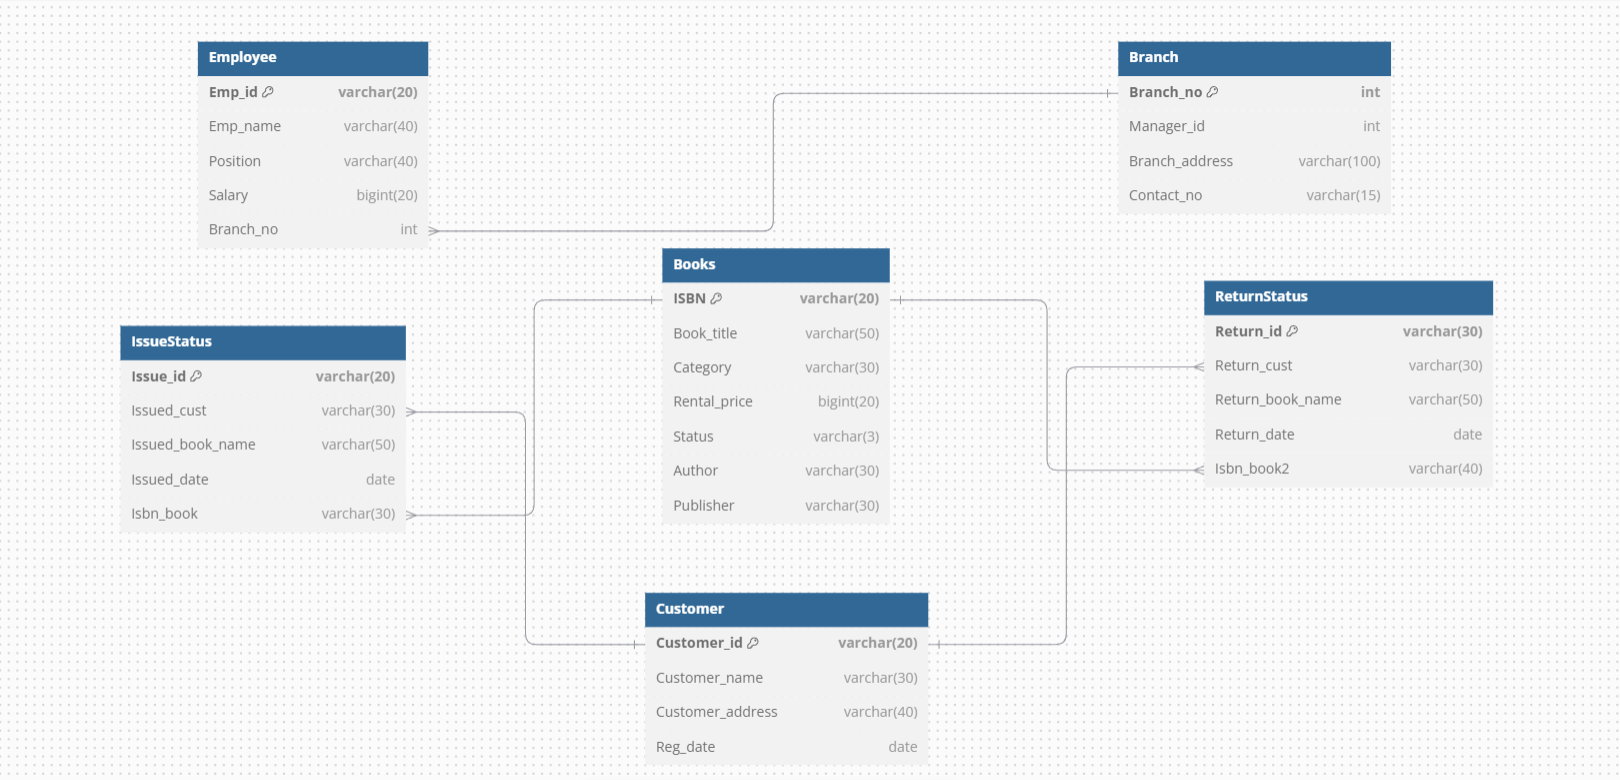 Employee
Emp_id varchar(20)
Emp_name varchar(40)
Position varchar(40)
Salary bigint(20)
Branch_no int
Branch
Branch_no int
Manager_id int
Branch_address varchar(100)
Contact_no varchar(15)
Books
ISBN varchar(20)
Book_title varchar(50)
Category varchar(30)
Rental_price bigint(20)
Status varchar(3)
Author varchar(30)
Publisher varchar(30)
ReturnStatus
Return_id varchar(30)
Return_cust varchar(30)
Return_book_name varchar(50)
Return_date date
Isbn_book2 varchar(40)
IssueStatus
Issue_id varchar(20)
Issued_cust varchar(30)
Issued_book_name varchar(50)
Issued_date date
Isbn_book varchar(30)
Customer
Customer_id varchar(20)
Customer_name varchar(30)
Customer_address varchar(40)
Reg_date date